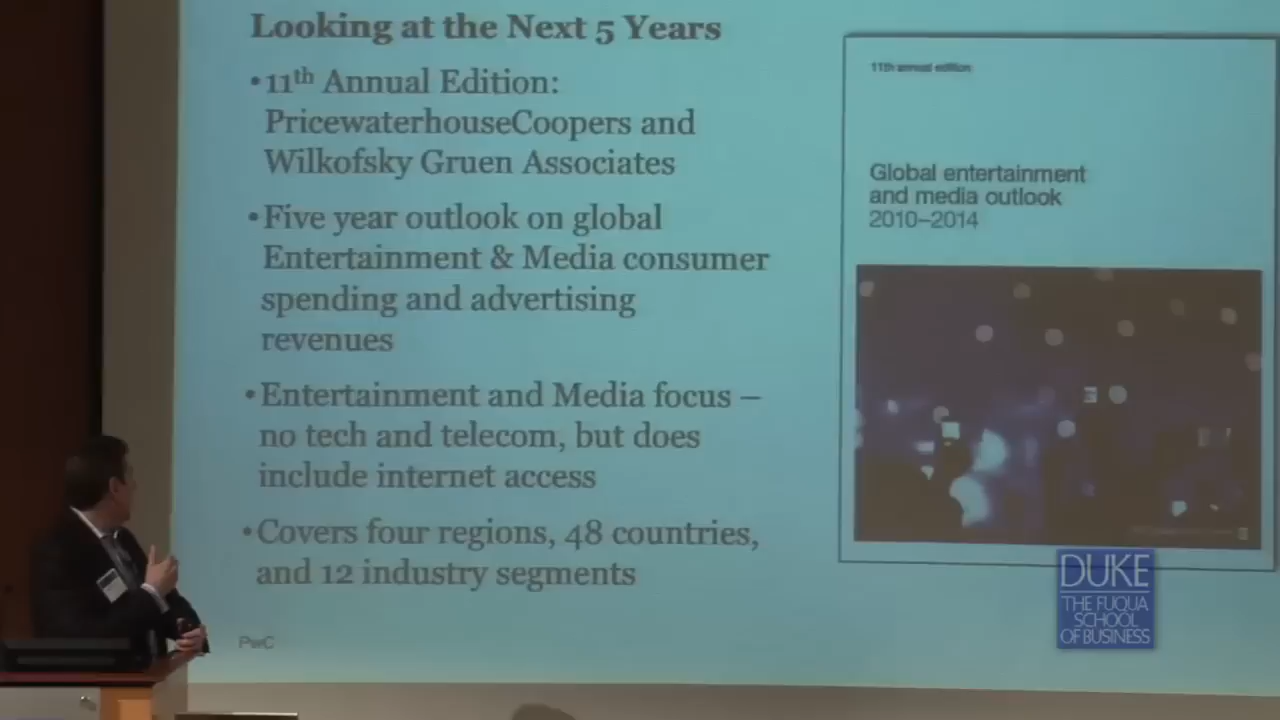 Looking at the Next 5 Years
•11th Annual Edition:
PricewaterhouseCoopers and
Wilkofsky Gruen Associates
•Five year outlook on global
Entertainment & Media consumer
spending and advertising
revenues
•Entertainment and Media focus –
no tech and telecom, but does
include internet access
•Covers four regions, 48 countries,
and 12 industry segments
PwC
11th annual edition
Global entertainment
and media outlook
2010–2014
DUKE
THE FUQUA
SCHOOL
OF BUSINESS